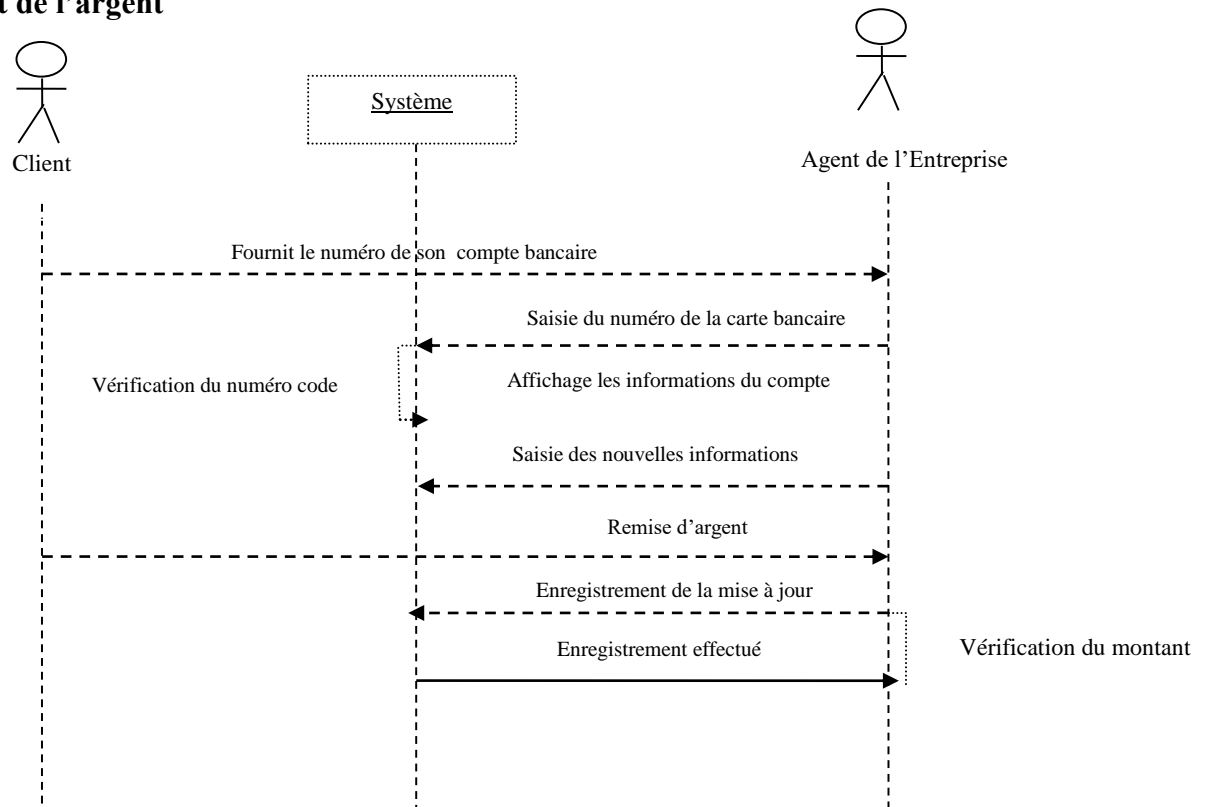 t de l’argent
Système
Client
Agent de l’Entreprise
Fournit le numéro de son compte bancaire
Saisie du numéro de la carte bancaire
Vérification du numéro code
Affichage les informations du compte
Saisie des nouvelles informations
Remise d’argent
Enregistrement de la mise à jour
Enregistrement effectué
Vérification du montant